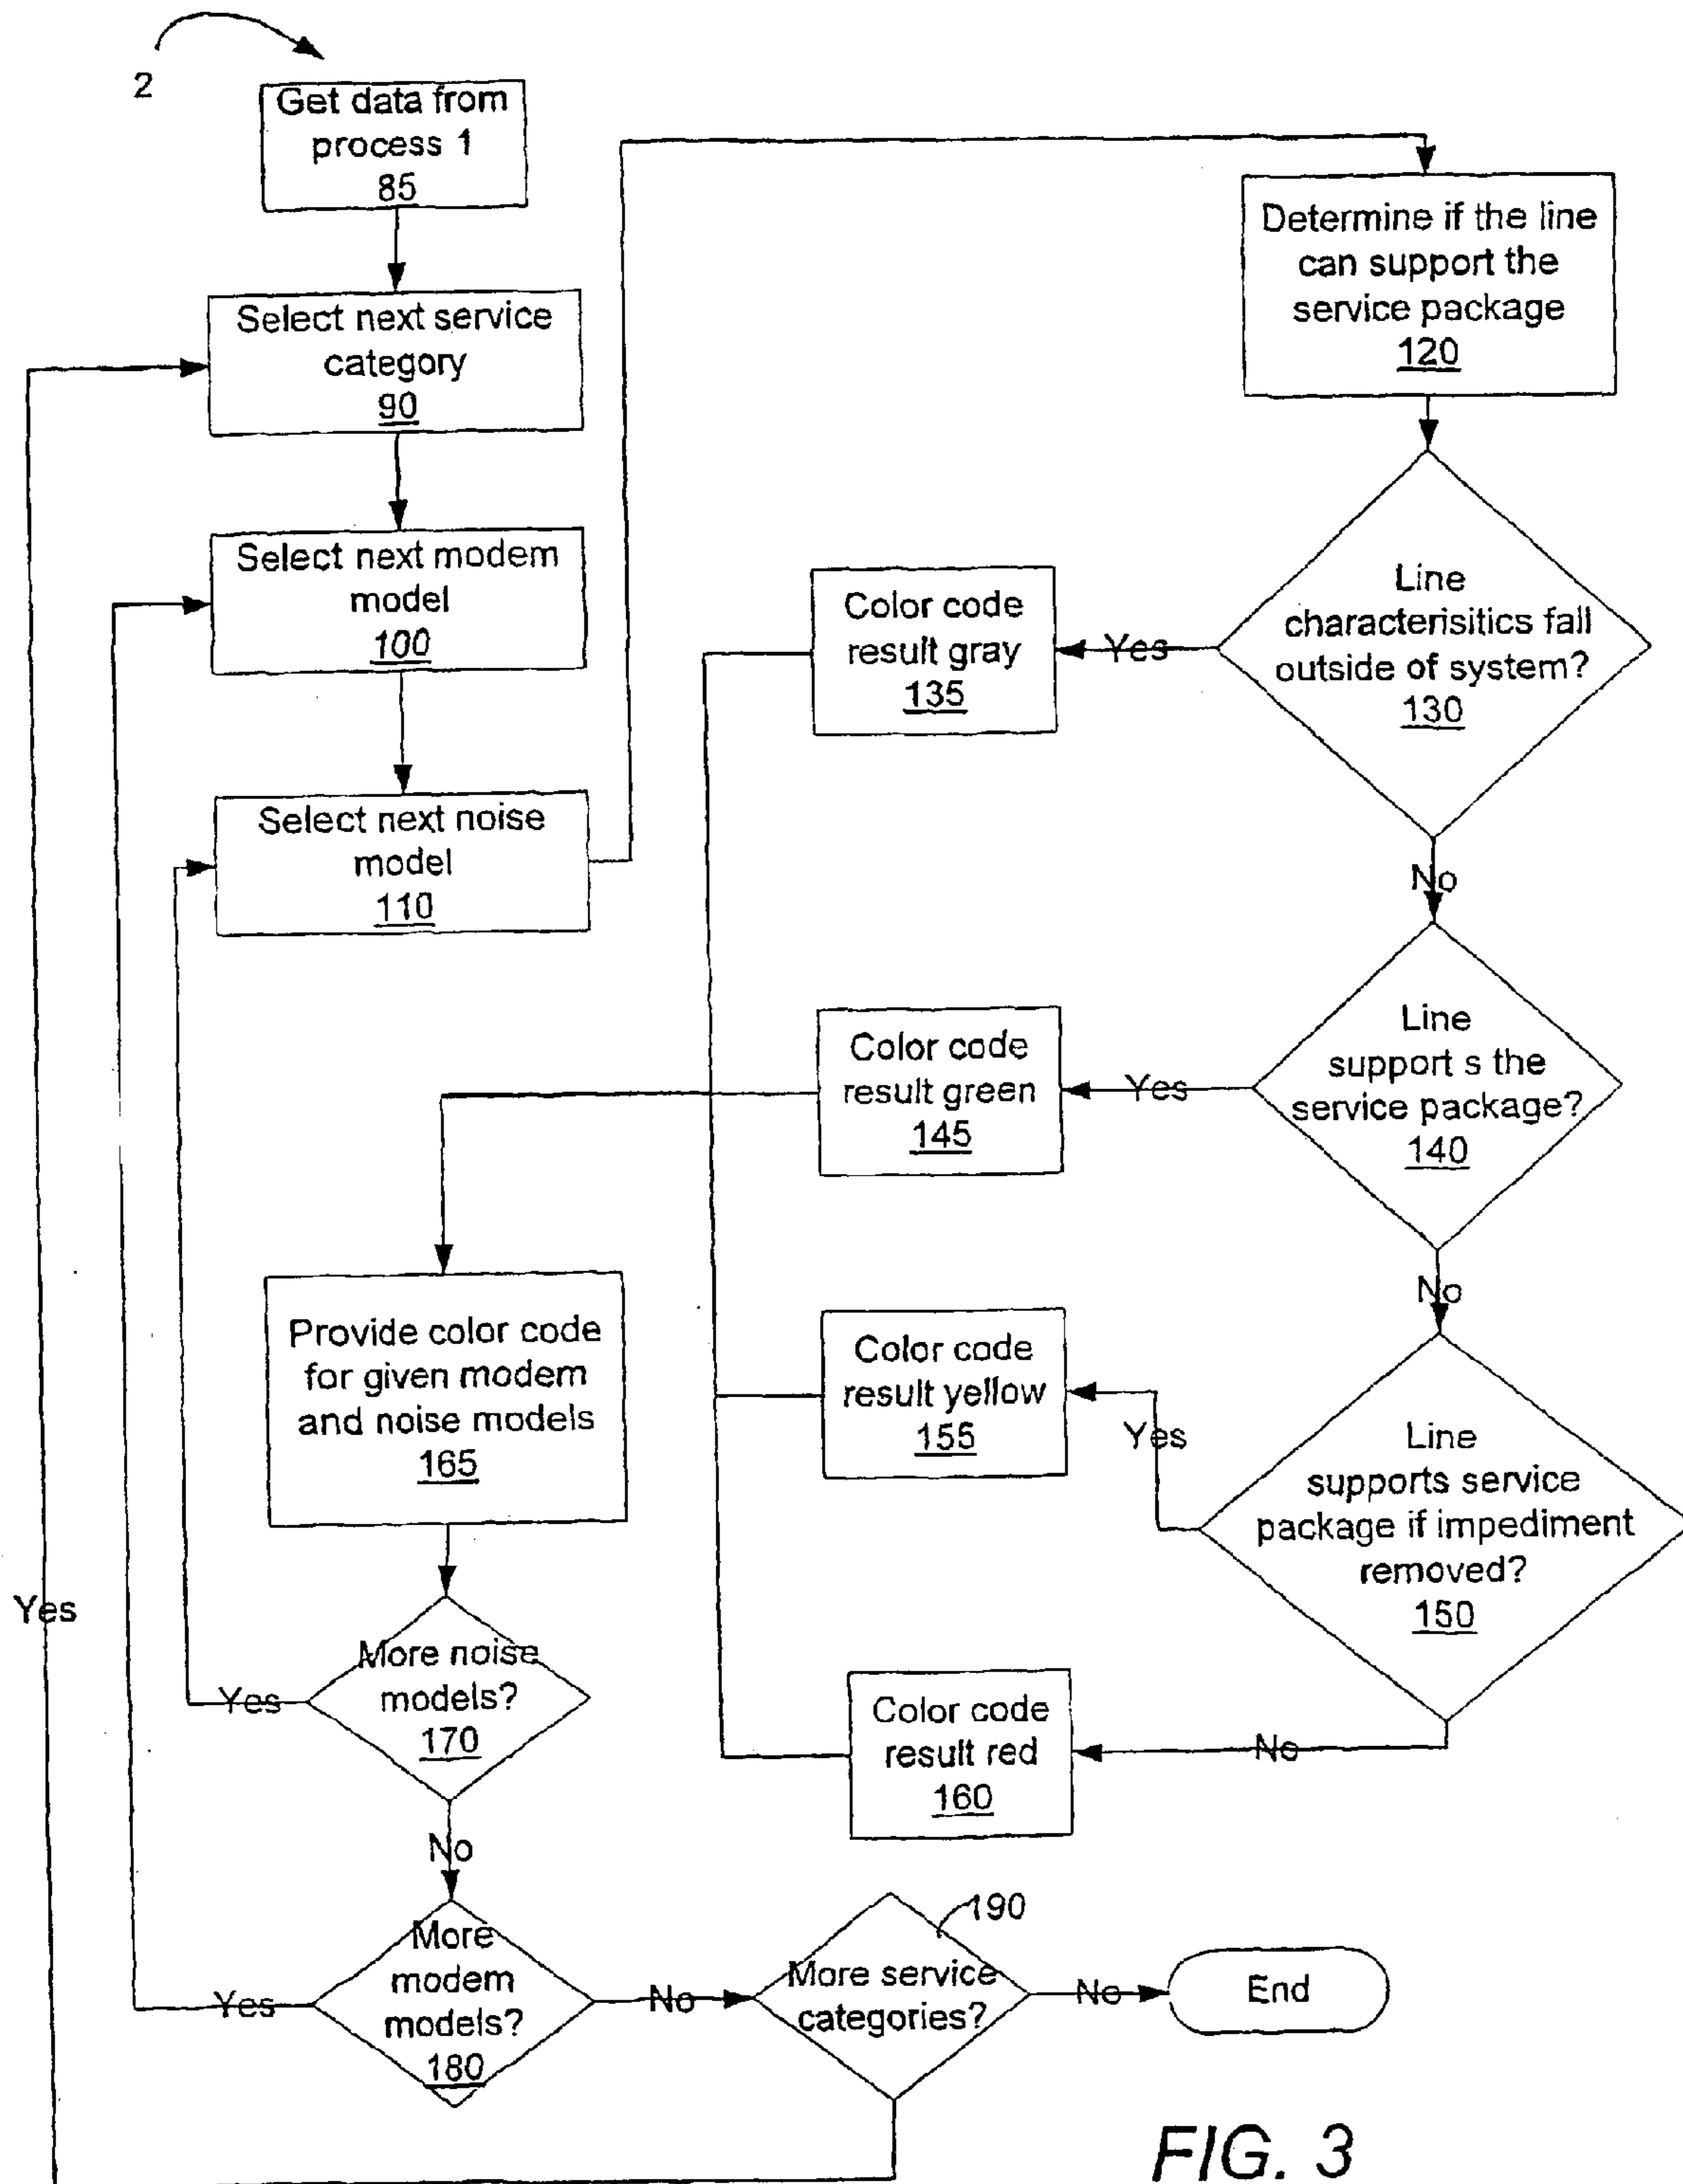 2
Get data from
process 1
85
Select next service
category
90
Select next modem
model
100
Select next noise
model
110
Determine if the line
can support the
service package
120
Line
characterisitics fall
outside of system?
130
Yes
Color code
result gray
135
No
Line
support s the
service package?
140
Yes
Color code
result green
145
No
Line
supports service
package if impediment
removed?
150
Yes
Color code
result yellow
155
No
Color code
result red
160
Provide color code
for given modem
and noise models
165
More noise
models?
170
Yes
No
More
modem
models?
180
Yes
No
190
More service
categories?
Yes
No
End
FIG. 3